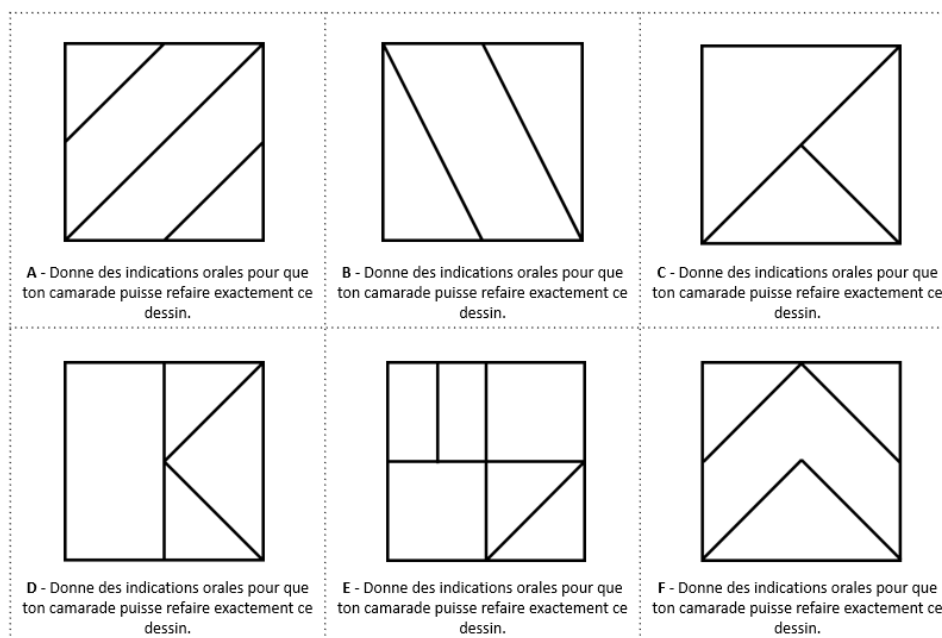 A - Donne des indications orales pour que
ton camarade puisse refaire exactement ce
dessin.
B - Donne des indications orales pour que
ton camarade puisse refaire exactement ce
dessin.
C - Donne des indications orales pour que
ton camarade puisse refaire exactement ce
dessin.
D - Donne des indications orales pour que
ton camarade puisse refaire exactement ce
dessin.
E - Donne des indications orales pour que
ton camarade puisse refaire exactement ce
dessin.
F - Donne des indications orales pour que
ton camarade puisse refaire exactement ce
dessin.